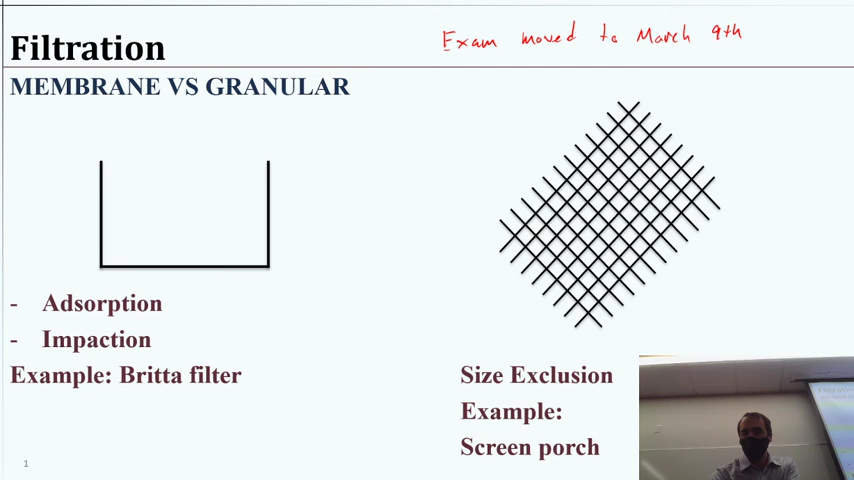 Exam moved to March 9th
Filtration
MEMBRANE VS GRANULAR
- Adsorption
- Impaction
Example: Britta filter
Size Exclusion
Example:
Screen porch
1